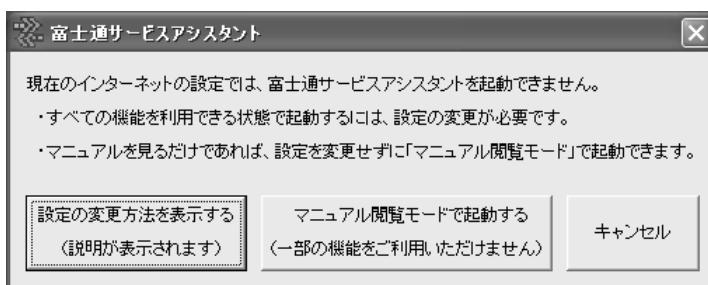 富士通サービスアシスタント
現在のインターネットの設定では、富士通サービスアシスタントを起動できません。
・すべての機能を利用できる状態で起動するには、設定の変更が必要です。
・マニュアルを見るだけであれば、設定を変更せずに「マニュアル閲覧モード」で起動できます。
設定の変更方法を表示する
（説明が表示されます）
マニュアル閲覧モードで起動する
（一部の機能をご利用いただけません）
キャンセル